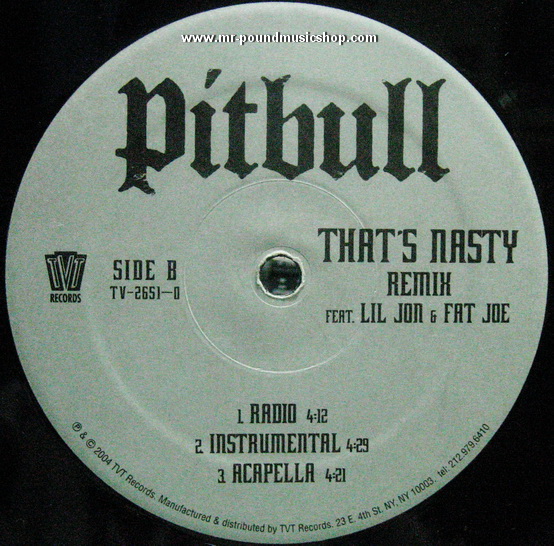 www.mr-poundmusicshop.com
Pitbull
THAT'S NASTY
REMIX
FEAT. LIL JON & FAT JOE
TVT
RECORDS
SIDE B
TV-2651-0
1. RADIO 4:12
2. INSTRUMENTAL 4:29
3. ACAPELLA 4:21
℗ & © 2004 TVT Records. Manufactured & distributed by TVT Records. 23 E. 4th St. NY, NY 10003. tel: 212.979.6410